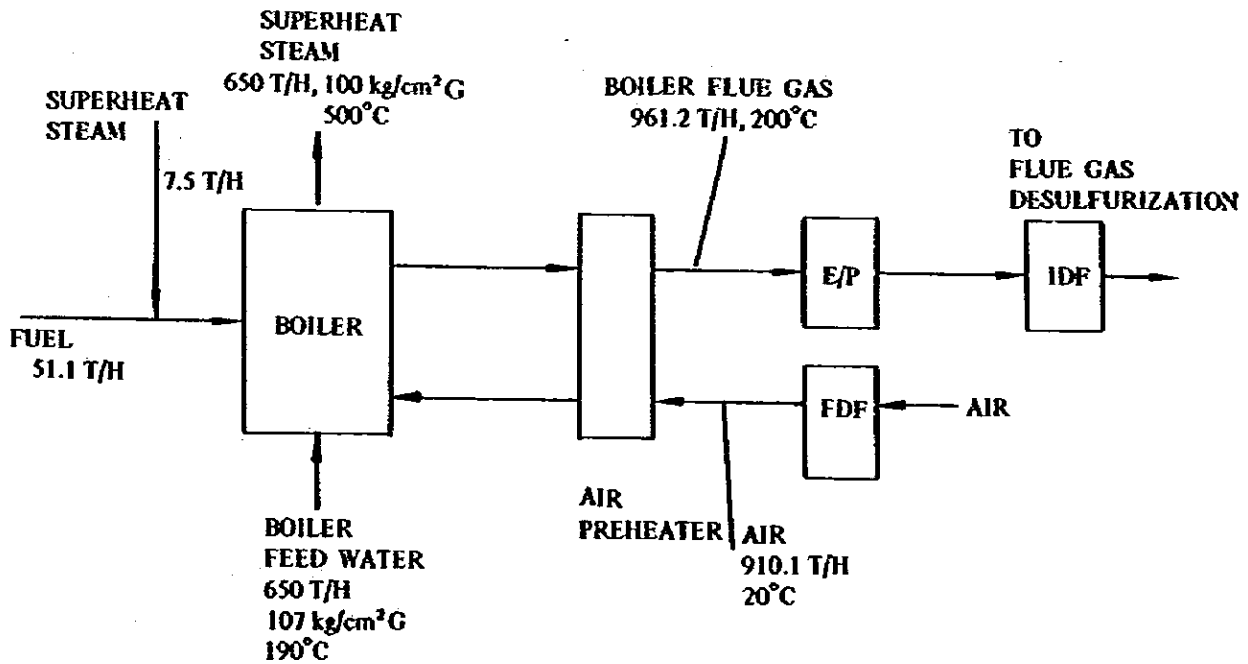 SUPERHEAT
STEAM
650 T/H, 100 kg/cm²G
500°C
SUPERHEAT
STEAM
7.5 T/H
BOILER FLUE GAS
961.2 T/H, 200°C
TO
FLUE GAS
DESULFURIZATION
BOILER
E/P
IDF
FUEL
51.1 T/H
FDF
AIR
AIR
PREHEATER
AIR
910.1 T/H
20°C
BOILER
FEED WATER
650 T/H
107 kg/cm²G
190°C